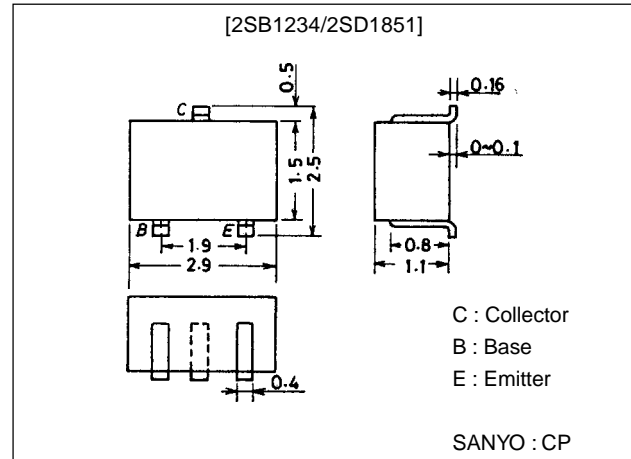 [2SB1234/2SD1851]
C
0.5
1.5
2.5
B
E
1.9
2.9
0.16
0~0.1
0.8
1.1
0.4
C : Collector
B : Base
E : Emitter
SANYO : CP